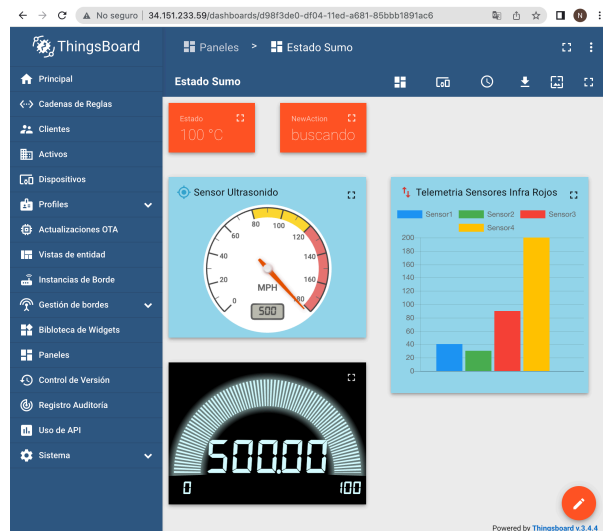 No seguro | 34.151.233.59/dashboards/d98f3de0-df04-11ed-a681-85bbb1891ac6
N
ThingsBoard
Paneles > Estado Sumo
Estado Sumo
Principal
Cadenas de Reglas
Clientes
Activos
Dispositivos
Profiles
Actualizaciones OTA
Vistas de entidad
Instancias de Borde
Gestión de bordes
Biblioteca de Widgets
Paneles
Control de Versión
Registro Auditoría
Uso de API
Sistema
Estado
100 °C
NewAction
buscando
Sensor Ultrasonido
0
20
40
60
80
100
120
140
160
180
MPH
500
Telemetria Sensores Infra Rojos
Sensor1 Sensor2 Sensor3
Sensor4
200
180
160
140
120
100
80
60
40
20
0
500.00
0 100
Powered by Thingsboard v.3.4.4